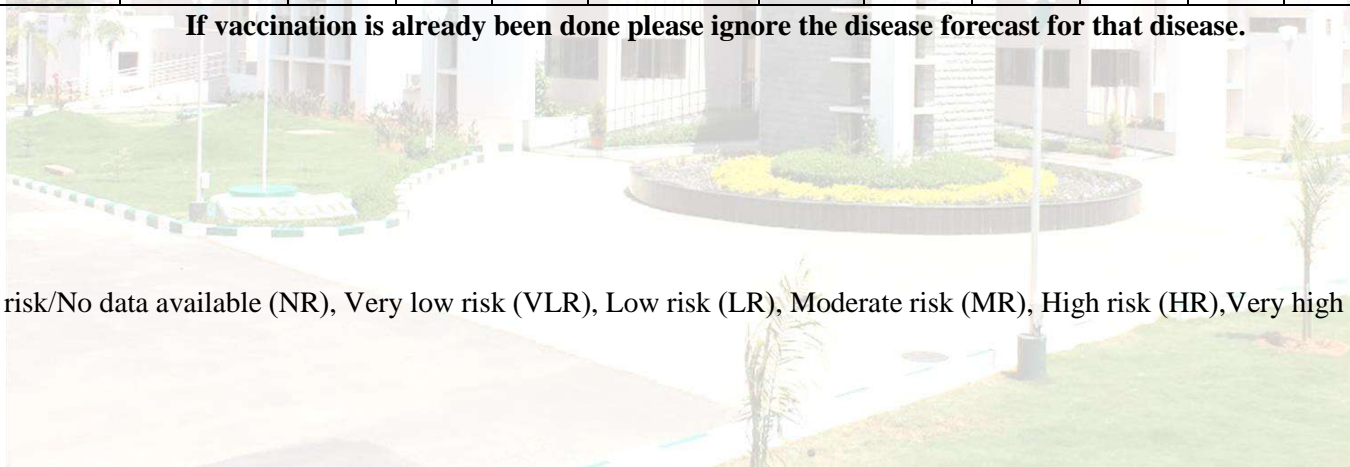 If vaccination is already been done please ignore the disease forecast for that disease.
NIVEDI
risk/No data available (NR), Very low risk (VLR), Low risk (LR), Moderate risk (MR), High risk (HR),Very high